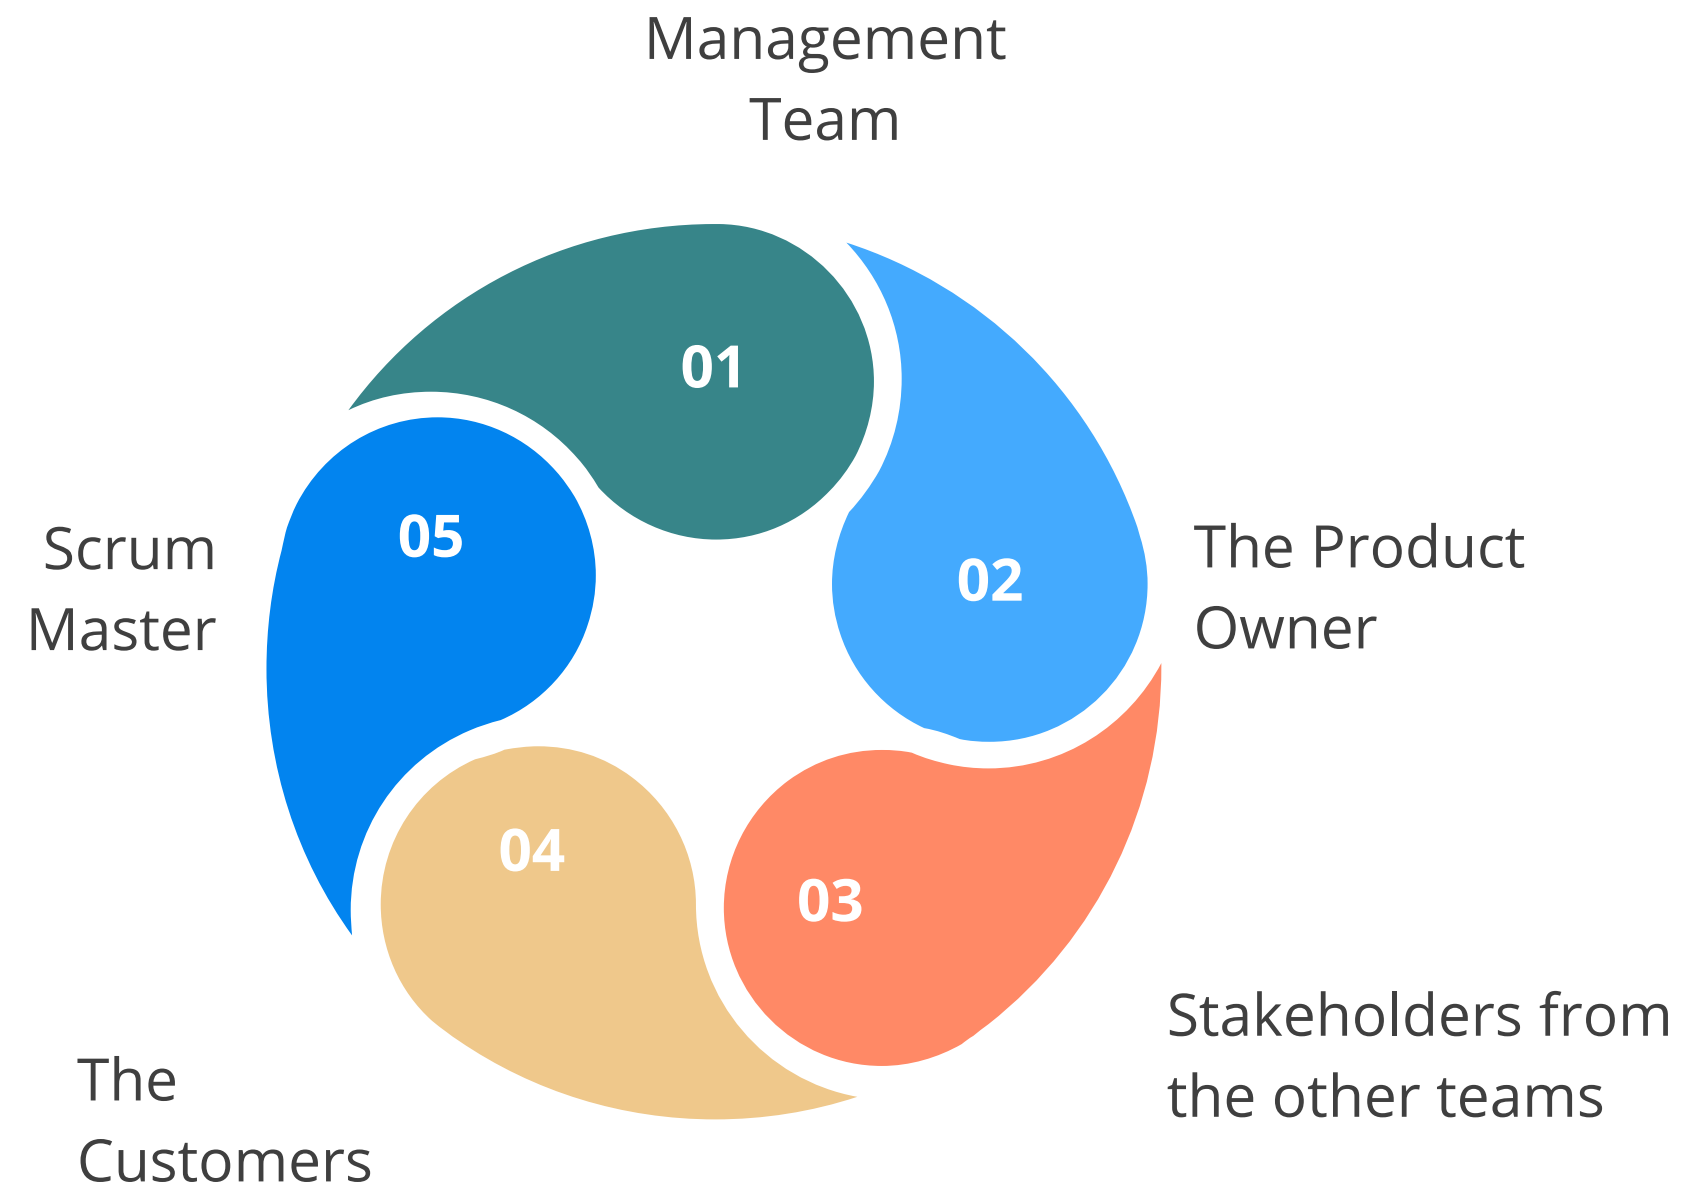 Management
Team
01
02
The Product
Owner
03
Stakeholders from
the other teams
04
The
Customers
05
Scrum
Master